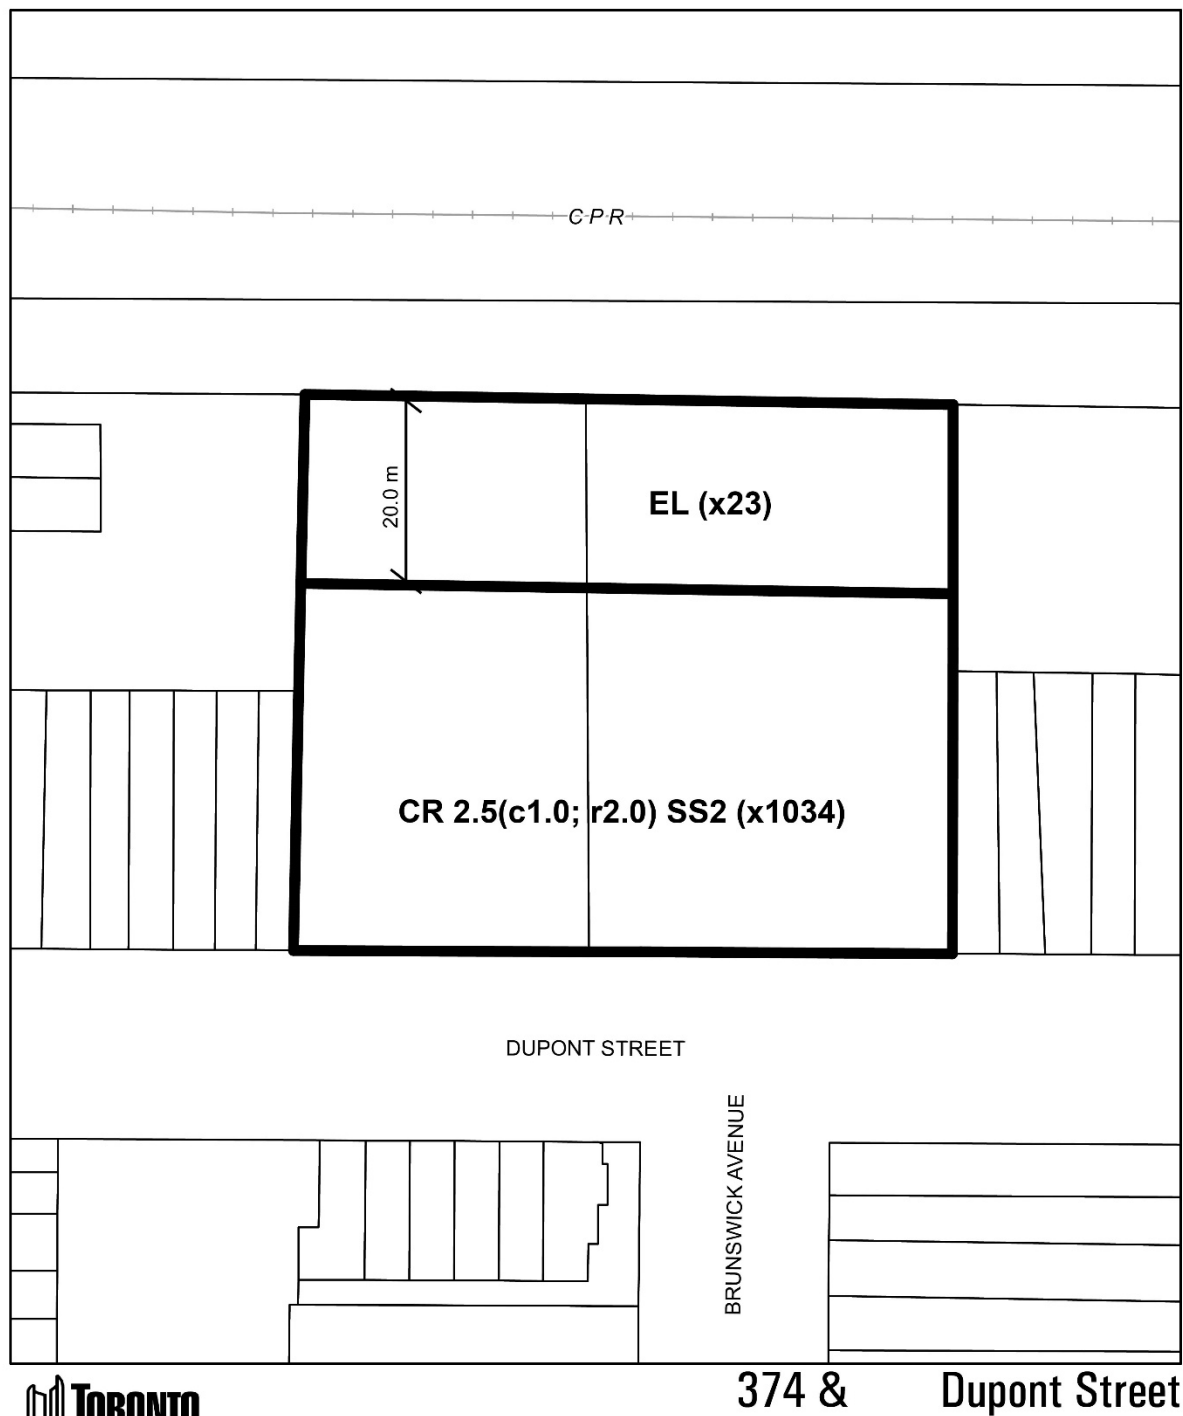 C P R
20.0 m
EL (x23)
CR 2.5(c1.0; r2.0) SS2 (x1034)
DUPONT STREET
BRUNSWICK AVENUE
TORONTO
374 & Dupont Street